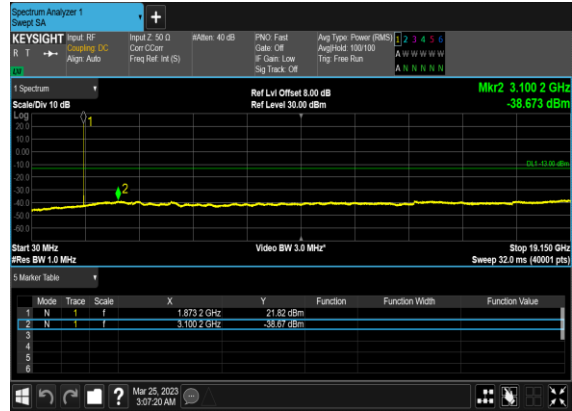 Spectrum Analyzer 1
Swept SA
+
KEYSIGHT Input: RF Input Z: 50 Ω #Atten: 40 dB PNO: Fast Avg Type: Power (RMS) 1 2 3 4 5 6
R T Coupling: DC Corr CCorr Gate: Off Avg|Hold: 100/100 A W W W W W
Align: Auto Freq Ref: Int (S) IF Gain: Low Trig: Free Run
Sig Track: Off A N N N N N
1 Spectrum Ref Lvl Offset 8.00 dB Mkr2 3.100 2 GHz
Scale/Div 10 dB Ref Level 30.00 dBm -38.673 dBm
Log
20.0
10.0
0.00
-10.0
-20.0
-30.0
-40.0
-50.0
-60.0
1
2
DL1 -13.00 dBm
Start 30 MHz Video BW 3.0 MHz* Stop 19.150 GHz
#Res BW 1.0 MHz Sweep 32.0 ms (40001 pts)
5 Marker Table
Mode Trace Scale X Y Function Function Width Function Value
1 N 1 f 1.873 2 GHz 21.82 dBm
2 N 1 f 3.100 2 GHz -38.67 dBm
3
4
5
6
? Mar 25, 2023
3:07:20 AM